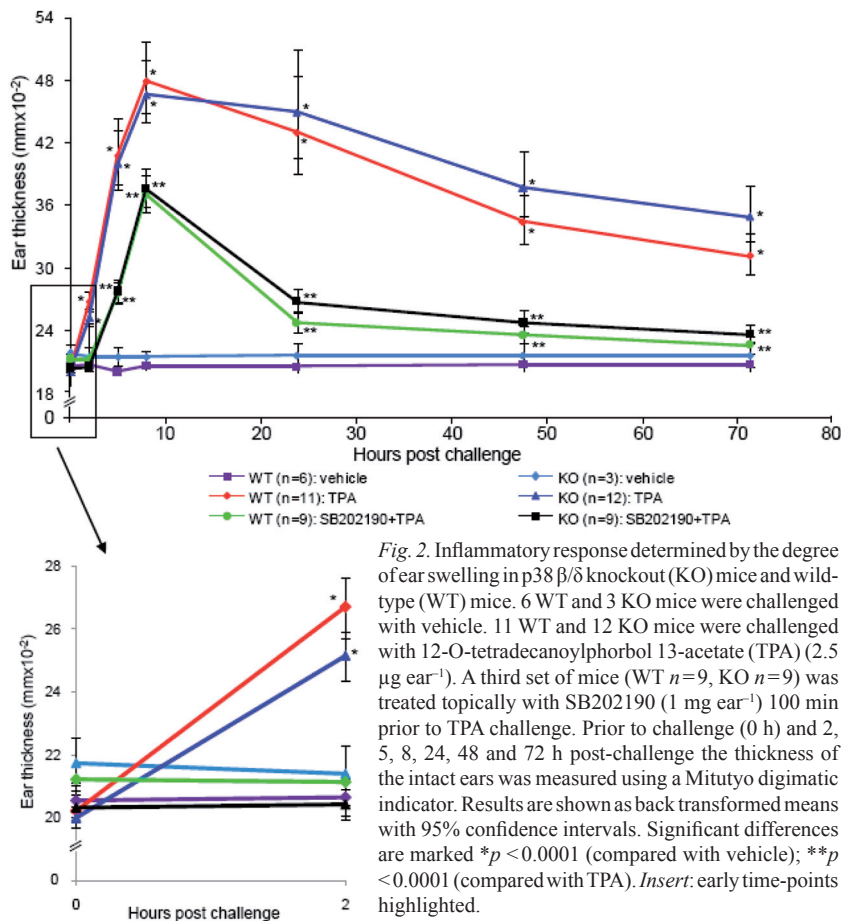 54
48
42
36
30
24
18
0
Ear thickness (mmx10-2)
* * * * * * * * * * * *
** ** ** ** ** ** ** ** ** **
10 20 30 40 50 60 70 80
Hours post challenge
WT (n=6): vehicle KO (n=3): vehicle
WT (n=11): TPA KO (n=12): TPA
WT (n=9): SB202190+TPA KO (n=9): SB202190+TPA
28
26
24
22
20
0
Ear thickness (mmx10-2)
*
*
0 2
Hours post challenge
Fig. 2. Inflammatory response determined by the degree
of ear swelling in p38 β/δ knockout (KO) mice and wild-
type (WT) mice. 6 WT and 3 KO mice were challenged
with vehicle. 11 WT and 12 KO mice were challenged
with 12-O-tetradecanoylphorbol 13-acetate (TPA) (2.5
µg ear⁻¹). A third set of mice (WT n=9, KO n=9) was
treated topically with SB202190 (1 mg ear⁻¹) 100 min
prior to TPA challenge. Prior to challenge (0 h) and 2,
5, 8, 24, 48 and 72 h post-challenge the thickness of
the intact ears was measured using a Mitutyo digimatic
indicator. Results are shown as back transformed means
with 95% confidence intervals. Significant differences
are marked *p <0.0001 (compared with vehicle); **p
<0.0001 (compared with TPA). Insert: early time-points
highlighted.